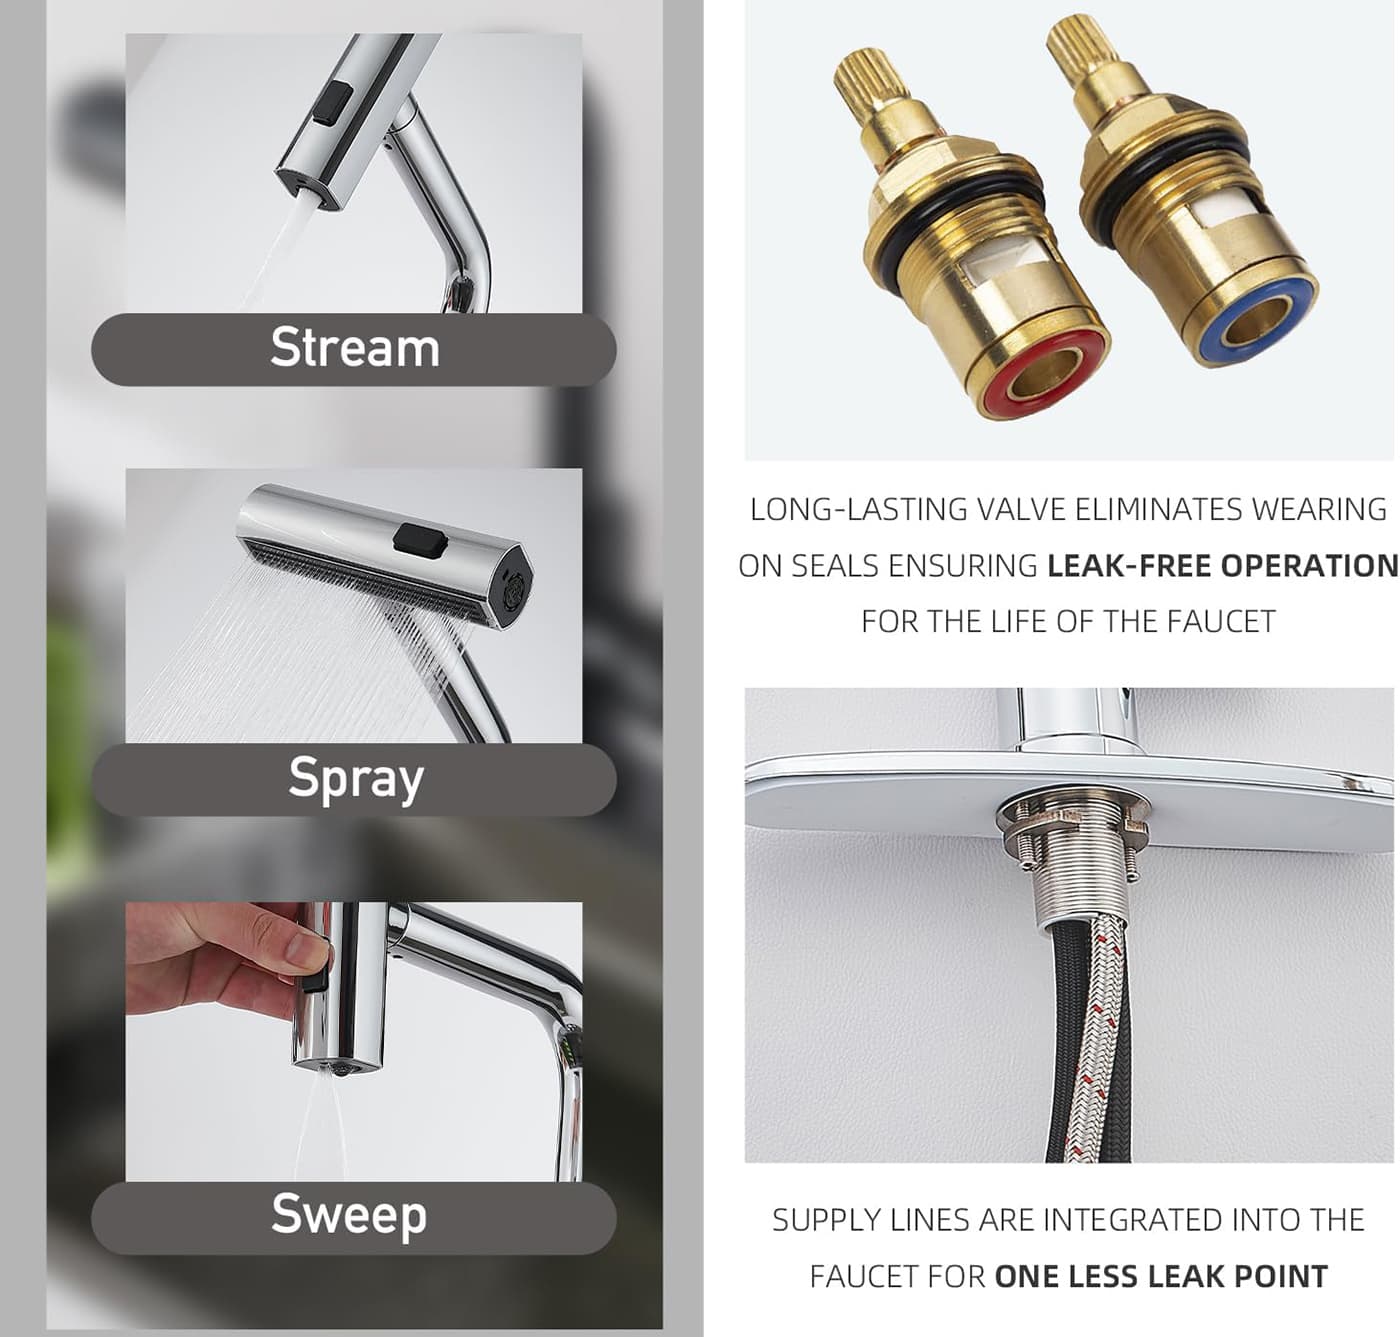 Stream
Spray
Sweep
LONG-LASTING VALVE ELIMINATES WEARING
ON SEALS ENSURING LEAK-FREE OPERATION
FOR THE LIFE OF THE FAUCET
SUPPLY LINES ARE INTEGRATED INTO THE
FAUCET FOR ONE LESS LEAK POINT